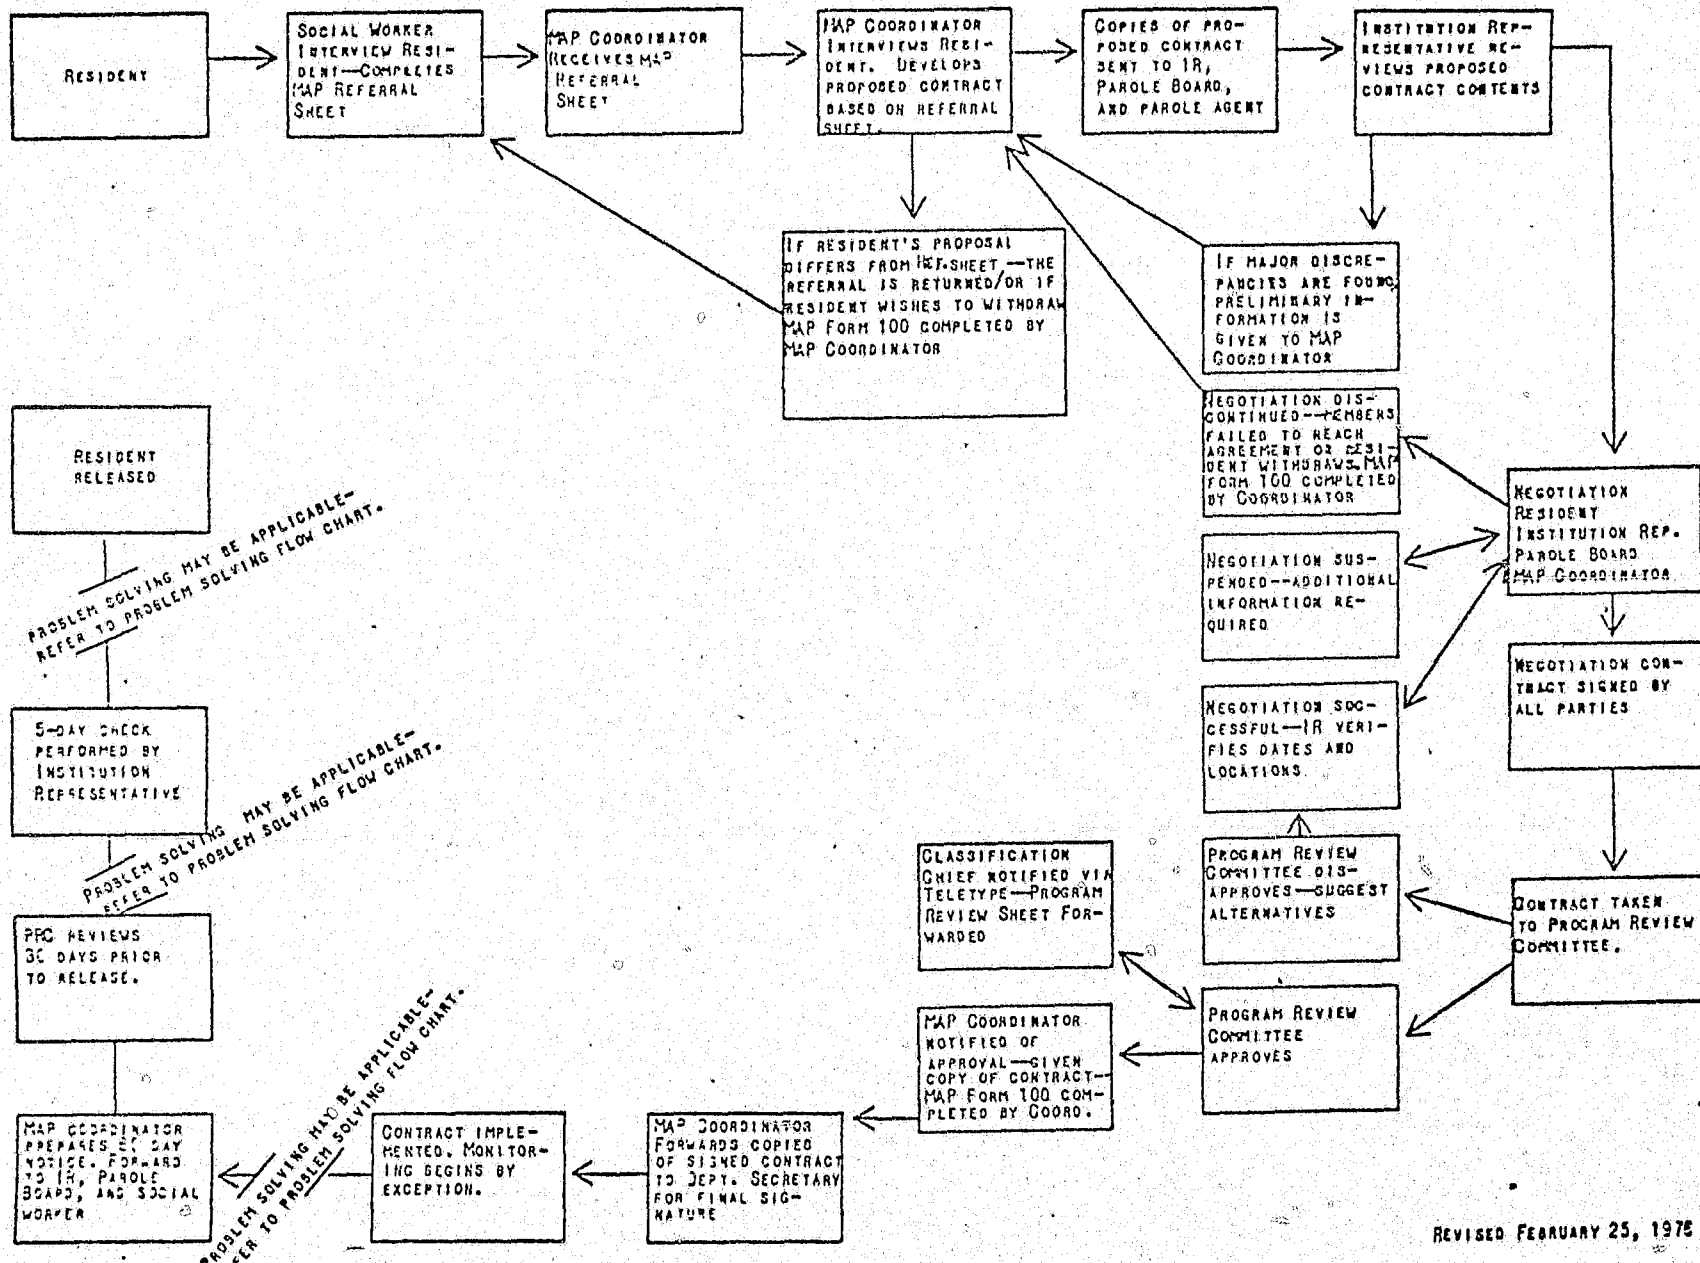 RESIDENT
SOCIAL WORKER
INTERVIEW RESI-
DENT—COMPLETES
MAP REFERRAL
SHEET
MAP COORDINATOR
RECEIVES MAP
REFERRAL
SHEET
MAP COORDINATOR
INTERVIEWS RESI-
DENT. DEVELOPS
PROPOSED CONTRACT
BASED ON REFERRAL
SHEET.
COPIES OF PRO-
POSED CONTRACT
SENT TO IR,
PAROLE BOARD,
AND PAROLE AGENT
INSTITUTION REP-
RESENTATIVE RE-
VIEWS PROPOSED
CONTRACT CONTENTS
IF RESIDENT'S PROPOSAL
DIFFERS FROM REF. SHEET—THE
REFERRAL IS RETURNED/OR IF
RESIDENT WISHES TO WITHDRAW
MAP FORM 100 COMPLETED BY
MAP COORDINATOR
IF MAJOR DISCRE-
PANCIES ARE FOUND,
PRELIMINARY IN-
FORMATION IS
GIVEN TO MAP
COORDINATOR
NEGOTIATION DIS-
CONTINUED--MEMBERS
FAILED TO REACH
AGREEMENT OR RESI-
DENT WITHDRAWS. MAP
FORM 100 COMPLETED
BY COORDINATOR
NEGOTIATION
RESIDENT
INSTITUTION REP.
PAROLE BOARD
MAP COORDINATOR
NEGOTIATION SUS-
PENDED--ADDITIONAL
INFORMATION RE-
QUIRED
NEGOTIATION CON-
TRACT SIGNED BY
ALL PARTIES
NEGOTIATION SUC-
CESSFUL—IR VERI-
FIES DATES AND
LOCATIONS.
PROGRAM REVIEW
COMMITTEE DIS-
APPROVES—SUGGEST
ALTERNATIVES
CONTRACT TAKEN
TO PROGRAM REVIEW
COMMITTEE.
CLASSIFICATION
CHIEF NOTIFIED VIA
TELETYPE—PROGRAM
REVIEW SHEET FOR-
WARDED
PROGRAM REVIEW
COMMITTEE
APPROVES
MAP COORDINATOR
NOTIFIED OF
APPROVAL—GIVEN
COPY OF CONTRACT--
MAP FORM 100 COM-
PLETED BY COORD.
MAP COORDINATOR
FORWARDS COPIED
OF SIGNED CONTRACT
TO DEPT. SECRETARY
FOR FINAL SIG-
NATURE
CONTRACT IMPLE-
MENTED. MONITOR-
ING BEGINS BY
EXCEPTION.
PROBLEM SOLVING MAY BE APPLICABLE-
REFER TO PROBLEM SOLVING FLOW CHART.
MAP COORDINATOR
PREPARES DAY
NOTICE. FORWARD
TO IR, PAROLE
BOARD, AND SOCIAL
WORKER
PRC REVIEWS
30 DAYS PRIOR
TO RELEASE.
PROBLEM SOLVING MAY BE APPLICABLE-
REFER TO PROBLEM SOLVING FLOW CHART.
5-DAY CHECK
PERFORMED BY
INSTITUTION
REPRESENTATIVE
PROBLEM SOLVING MAY BE APPLICABLE-
REFER TO PROBLEM SOLVING FLOW CHART.
RESIDENT
RELEASED
REVISED FEBRUARY 25,